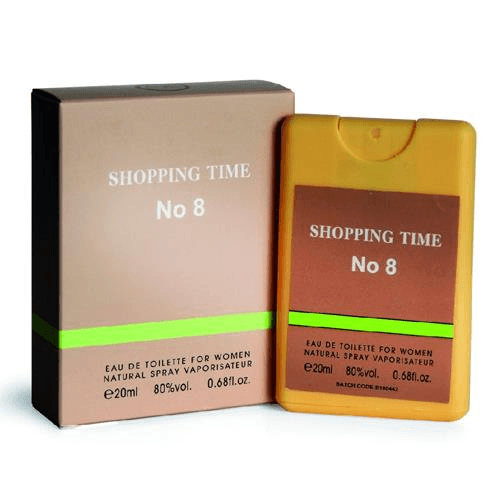 SHOPPING TIME
No 8
EAU DE TOILETTE FOR WOMEN
NATURAL SPRAY VAPORISATEUR
℮20ml 80%vol. 0.68fl.oz.
SHOPPING TIME
No 8
EAU DE TOILETTE FOR WOMEN
NATURAL SPRAY VAPORISATEUR
℮20ml 80%vol. 0.68fl.oz.
BATCH CODE